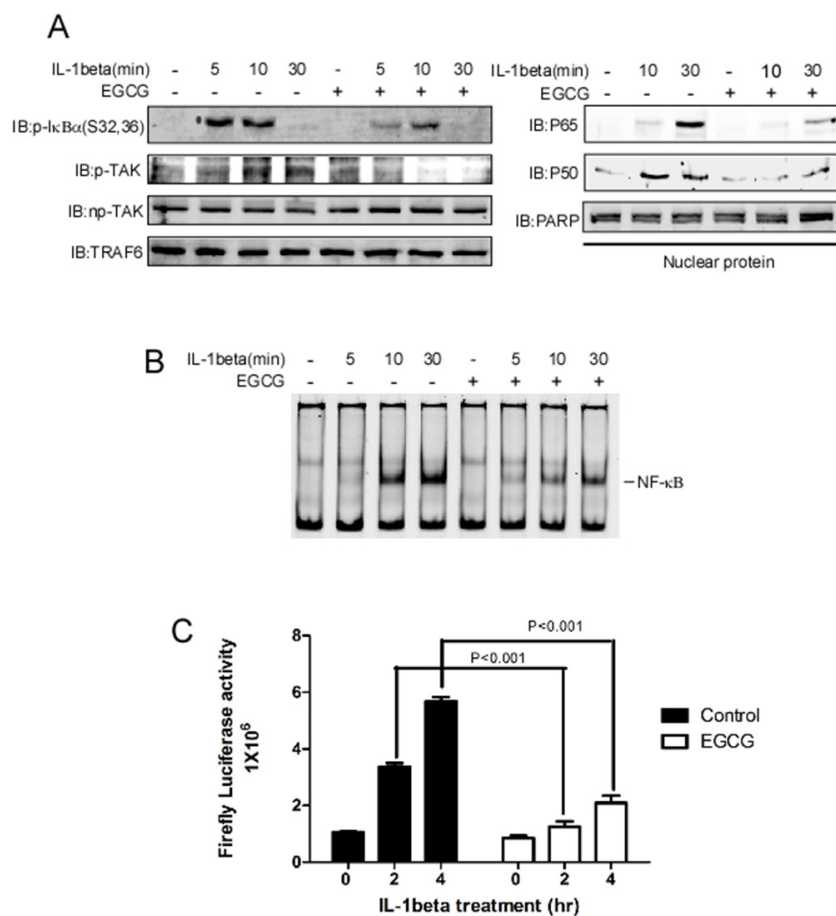 A
IL-1beta(min) - 5 10 30 - 5 10 30
EGCG - - - - + + + +
IB:p-IκBα(S32,36)
IB:p-TAK
IB:np-TAK
IB:TRAF6
IL-1beta(min) - 10 30 - 10 30
EGCG - - - + + +
IB:P65
IB:P50
IB:PARP
Nuclear protein
B
IL-1beta(min) - 5 10 30 - 5 10 30
EGCG - - - - + + + +
NF-κB
C
Firefly Luciferase activity
1X10⁶
8
6
4
2
0
P<0.001
P<0.001
Control
EGCG
0 2 4 0 2 4
IL-1beta treatment (hr)